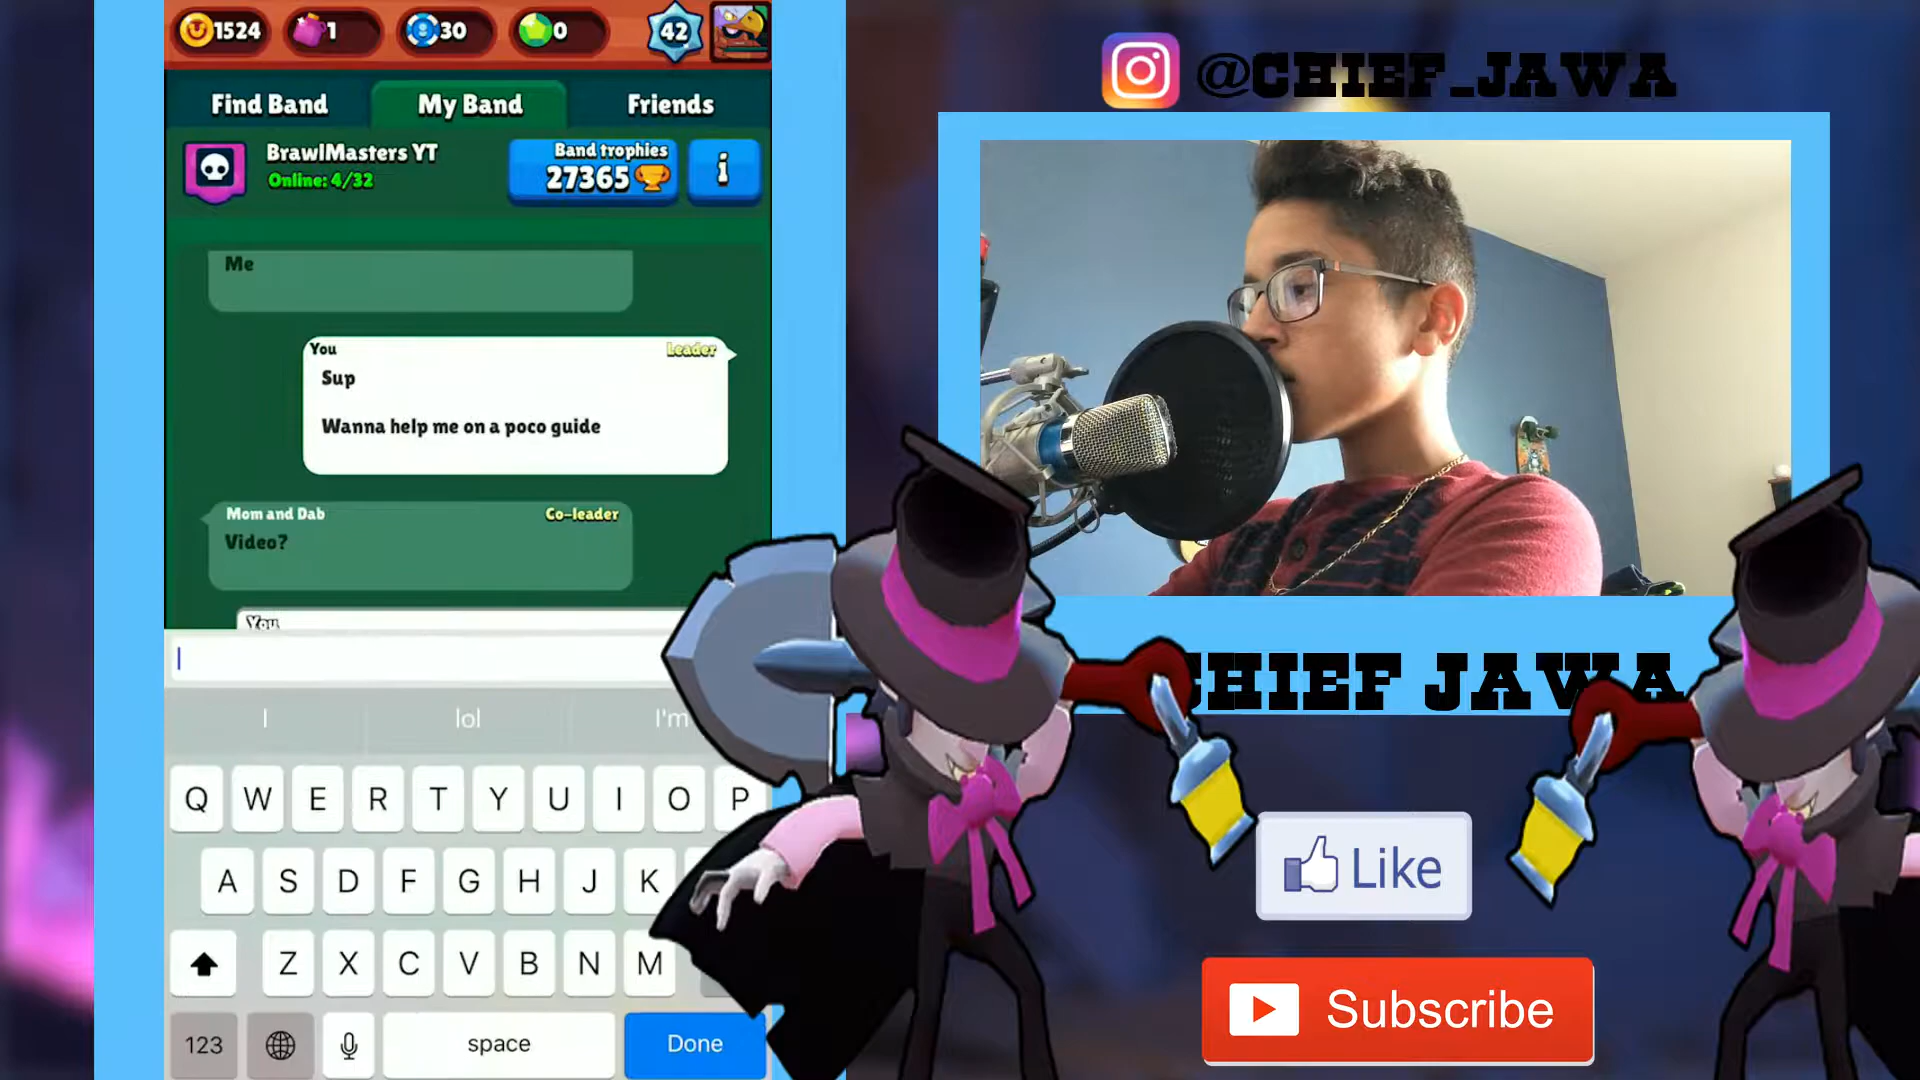 1524
1
30
0
42
Find Band
My Band
Friends
BrawlMasters YT
Online: 4/32
Band trophies
27365
i
Me
You
Leader
Sup
Wanna help me on a poco guide
Mom and Dab
Co-leader
Video?
You
I
lol
I'm
Q W E R T Y U I O P
A S D F G H J K
Z X C V B N M
123
space
Done
@CHIEF_JAWA
CHIEF JAWA
Like
Subscribe